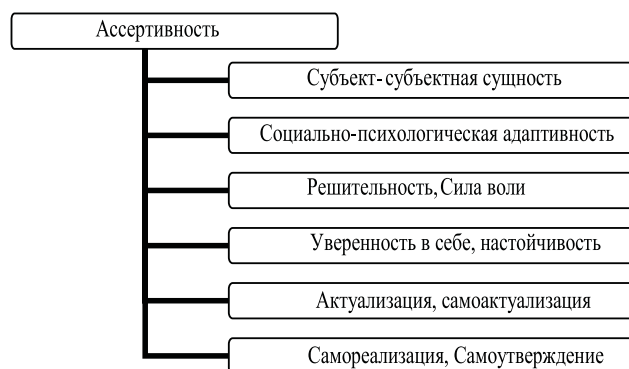 Ассертивность
Субъект-субъектная сущность
Социально-психологическая адаптивность
Решительность, Сила воли
Уверенность в себе, настойчивость
Актуализация, самоактуализация
Самореализация, Самоутверждение